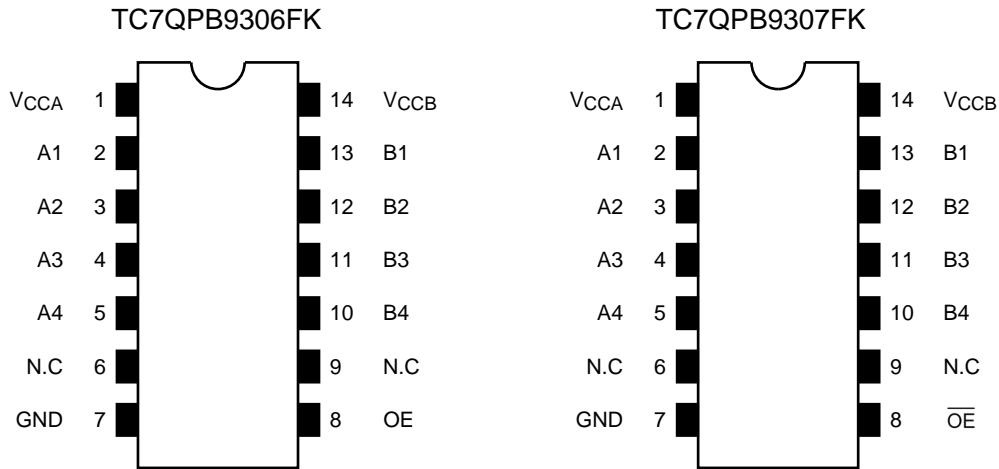 TC7QPB9306FK TC7QPB9307FK
VCCA 1 14 VCCB VCCA 1 14 VCCB
A1 2 13 B1 A1 2 13 B1
A2 3 12 B2 A2 3 12 B2
A3 4 11 B3 A3 4 11 B3
A4 5 10 B4 A4 5 10 B4
N.C 6 9 N.C N.C 6 9 N.C
GND 7 8 OE GND 7 8 O̅E̅